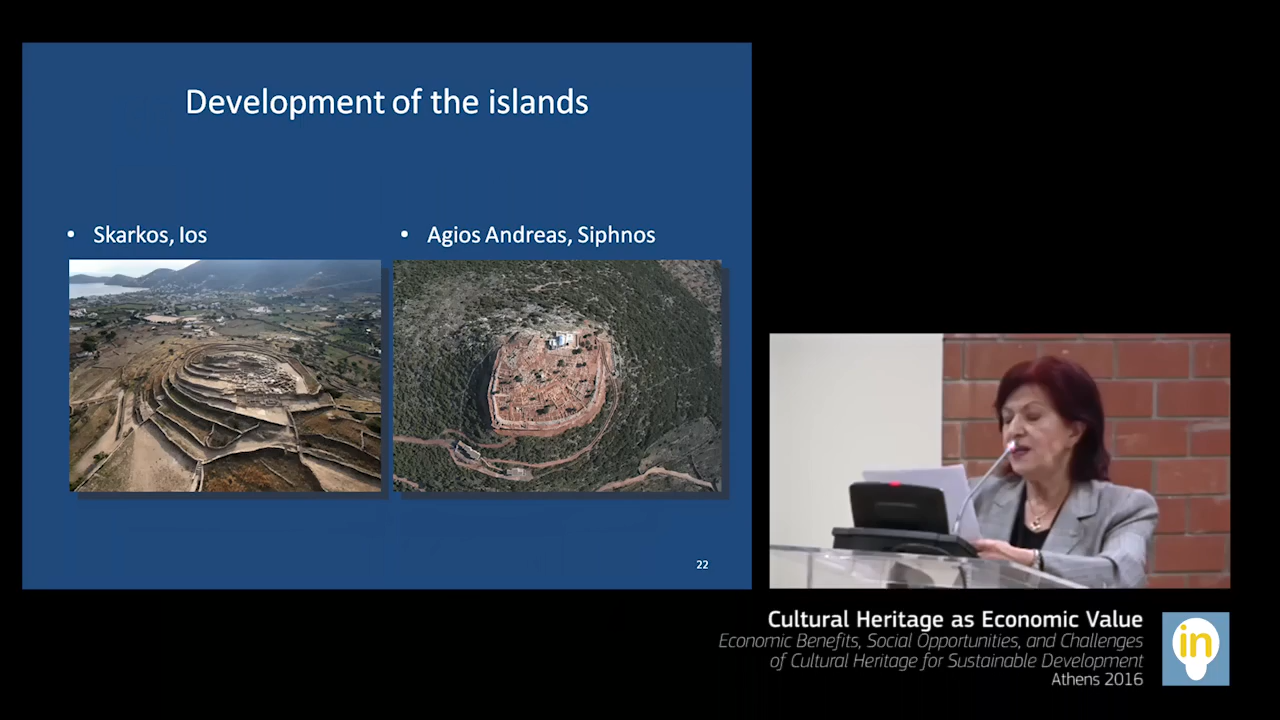 Development of the islands
• Skarkos, Ios
• Agios Andreas, Siphnos
22
Cultural Heritage as Economic Value
Economic Benefits, Social Opportunities, and Challenges
of Cultural Heritage for Sustainable Development
Athens 2016
in